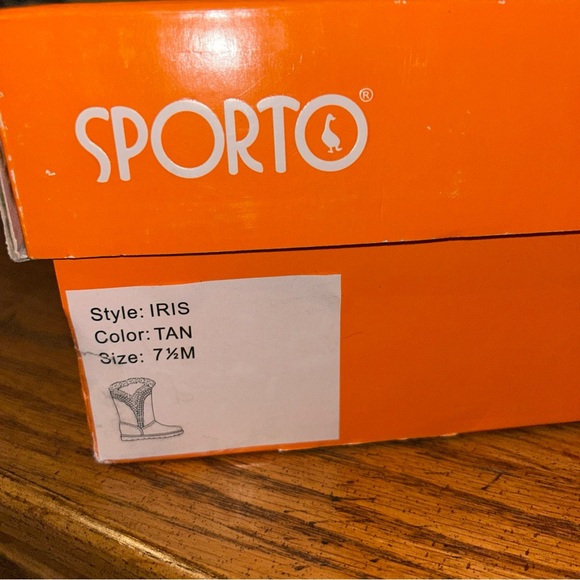 SPORTO®
Style: IRIS
Color: TAN
Size: 7½M